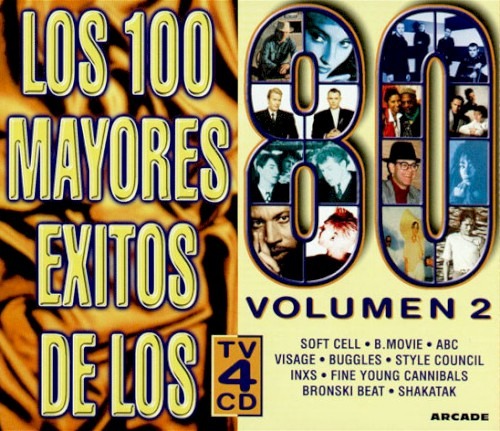 LOS 100
MAYORES
EXITOS
DE LOS
80
VOLUMEN 2
TV
4
CD
SOFT CELL • B.MOVIE • ABC
VISAGE • BUGGLES • STYLE COUNCIL
INXS • FINE YOUNG CANNIBALS
BRONSKI BEAT • SHAKATAK
ARCADE